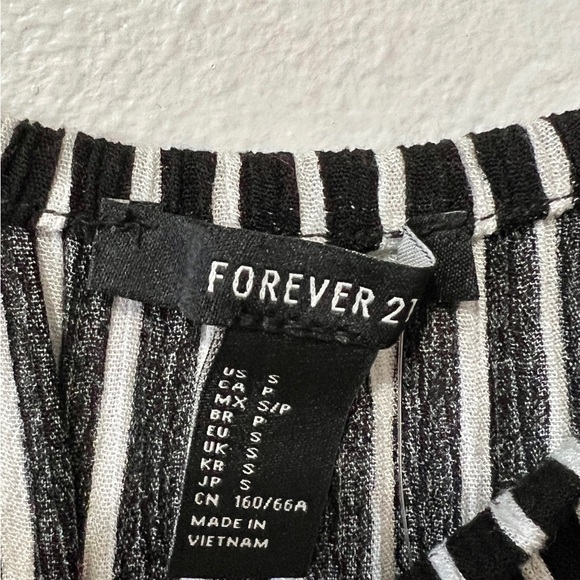 FOREVER 21
US S
CA P
MX S/P
BR P
EU S
UK S
KR S
JP S
CN 160/66A
MADE IN
VIETNAM